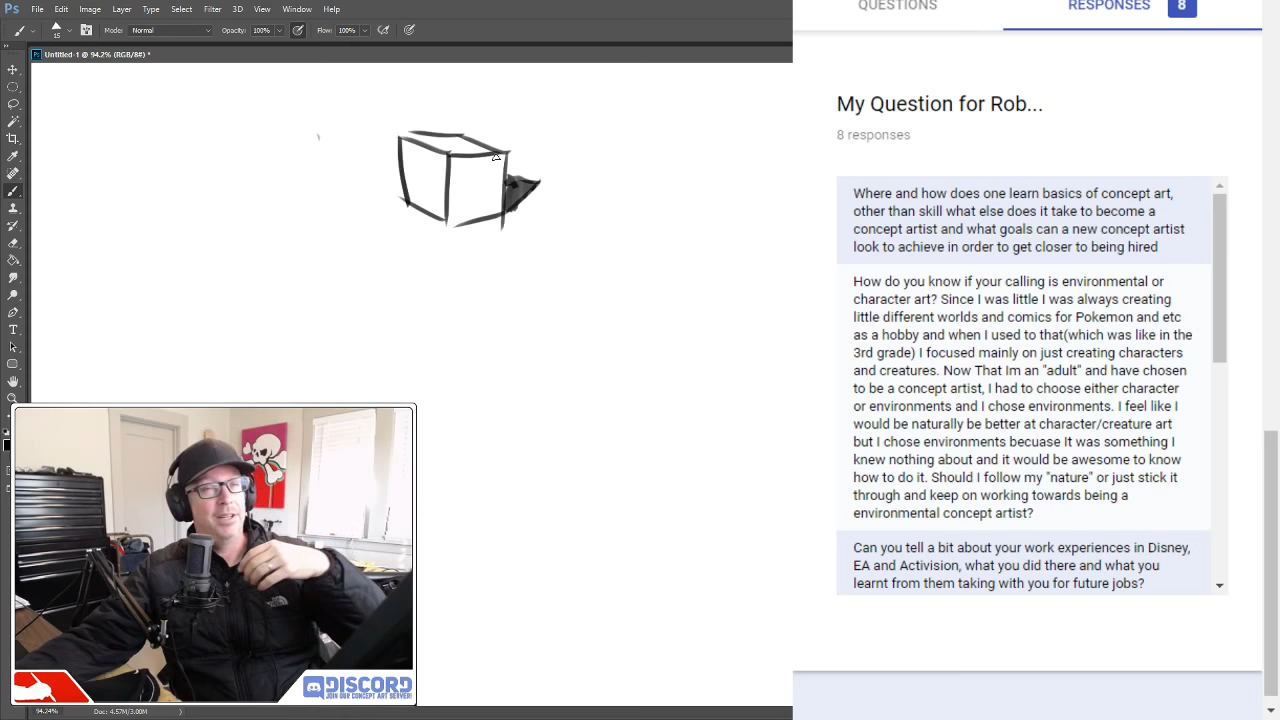 Ps File Edit Image Layer Type Select Filter 3D View Window Help
15 Mode: Normal Opacity: 100% Flow: 100%
Untitled-1 @ 94.2% (RGB/8#) *
QUESTIONS RESPONSES 8
My Question for Rob...
8 responses
Where and how does one learn basics of concept art,
other than skill what else does it take to become a
concept artist and what goals can a new concept artist
look to achieve in order to get closer to being hired
How do you know if your calling is environmental or
character art? Since I was little I was always creating
little different worlds and comics for Pokemon and etc
as a hobby and when I used to that(which was like in the
3rd grade) I focused mainly on just creating characters
and creatures. Now That Im an "adult" and have chosen
to be a concept artist, I had to choose either character
or environments and I chose environments. I feel like I
would be naturally be better at character/creature art
but I chose environments becuase It was something I
knew nothing about and it would be awesome to know
how to do it. Should I follow my "nature" or just stick it
through and keep on working towards being a
environmental concept artist?
Can you tell a bit about your work experiences in Disney,
EA and Activision, what you did there and what you
learnt from them taking with you for future jobs?
DISCORD
JOIN OUR CONCEPT ART SERVER!
94.24% Doc: 4.57M/3.00M